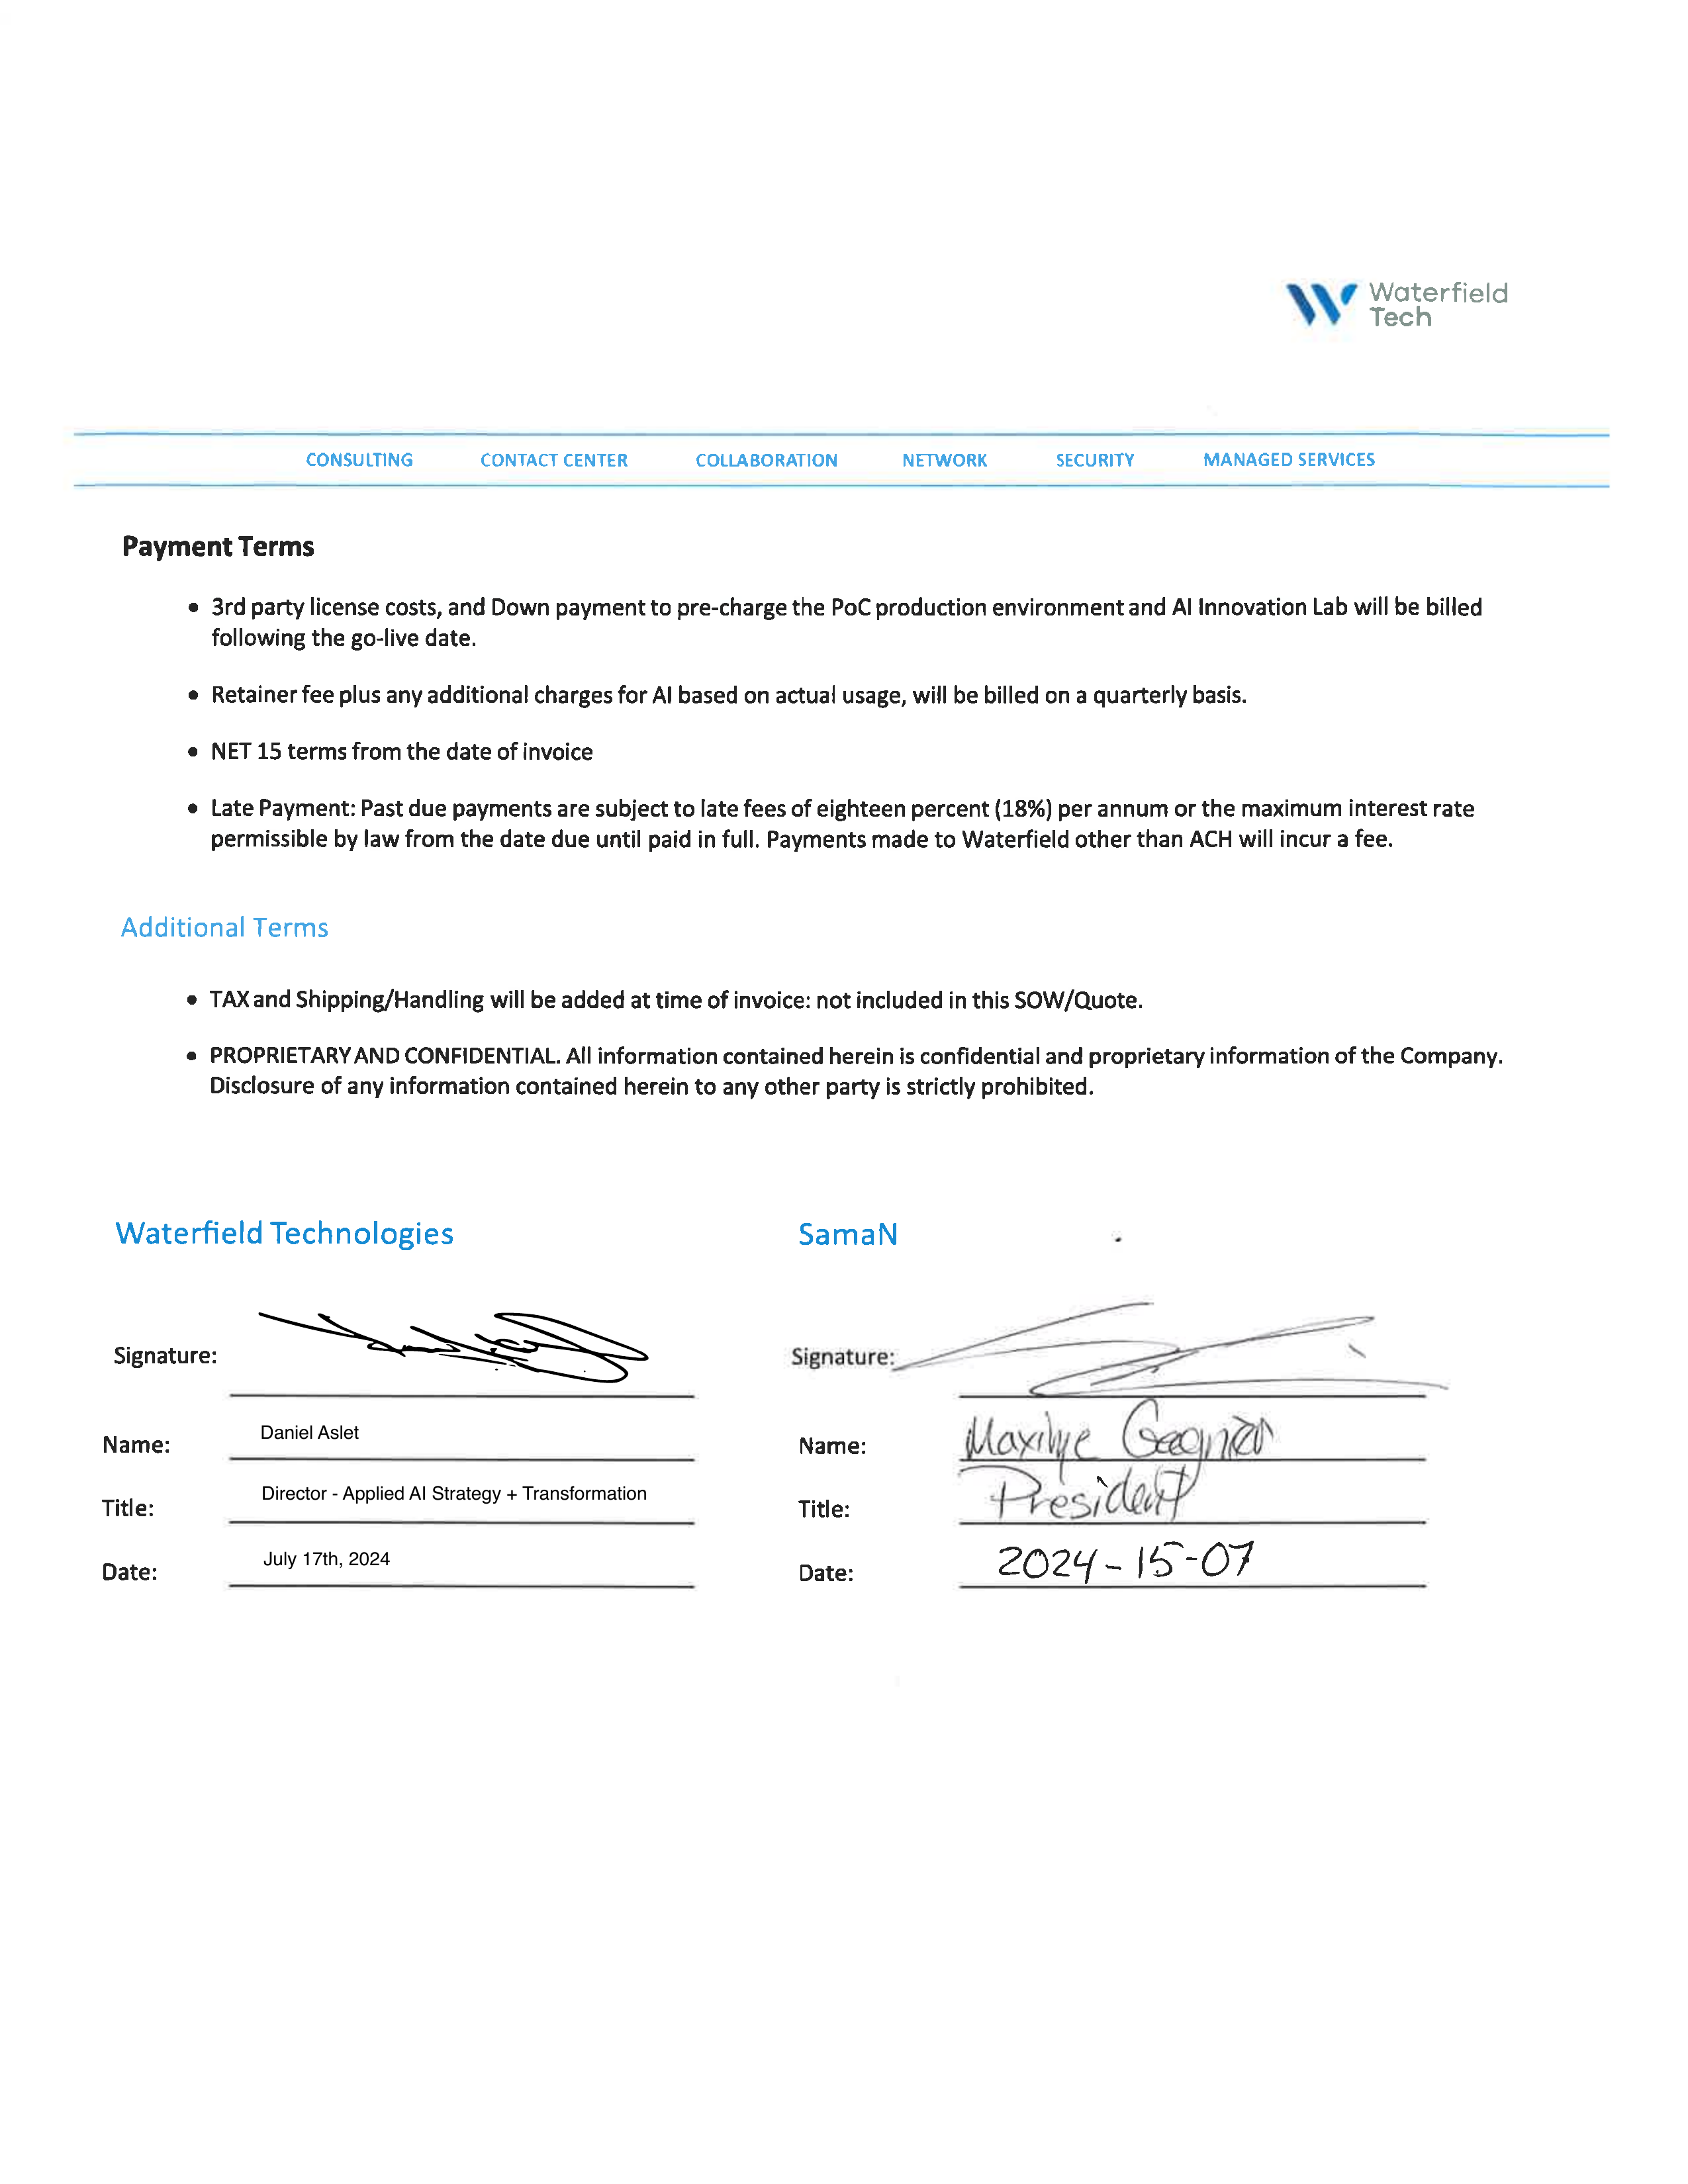 Waterfield
Tech
CONSULTING CONTACT CENTER COLLABORATION NETWORK SECURITY MANAGED SERVICES
Payment Terms
• 3rd party license costs, and Down payment to pre-charge the PoC production environment and AI Innovation Lab will be billed
following the go-live date.
• Retainer fee plus any additional charges for AI based on actual usage, will be billed on a quarterly basis.
• NET 15 terms from the date of invoice
• Late Payment: Past due payments are subject to late fees of eighteen percent (18%) per annum or the maximum interest rate
permissible by law from the date due until paid in full. Payments made to Waterfield other than ACH will incur a fee.
Additional Terms
• TAX and Shipping/Handling will be added at time of invoice: not included in this SOW/Quote.
• PROPRIETARY AND CONFIDENTIAL. All information contained herein is confidential and proprietary information of the Company.
Disclosure of any information contained herein to any other party is strictly prohibited.
Waterfield Technologies
Signature:
Name: Daniel Aslet
Title: Director - Applied AI Strategy + Transformation
Date: July 17th, 2024
SamaN
Signature:
Name:
Title: President
Date: 2024-15-07